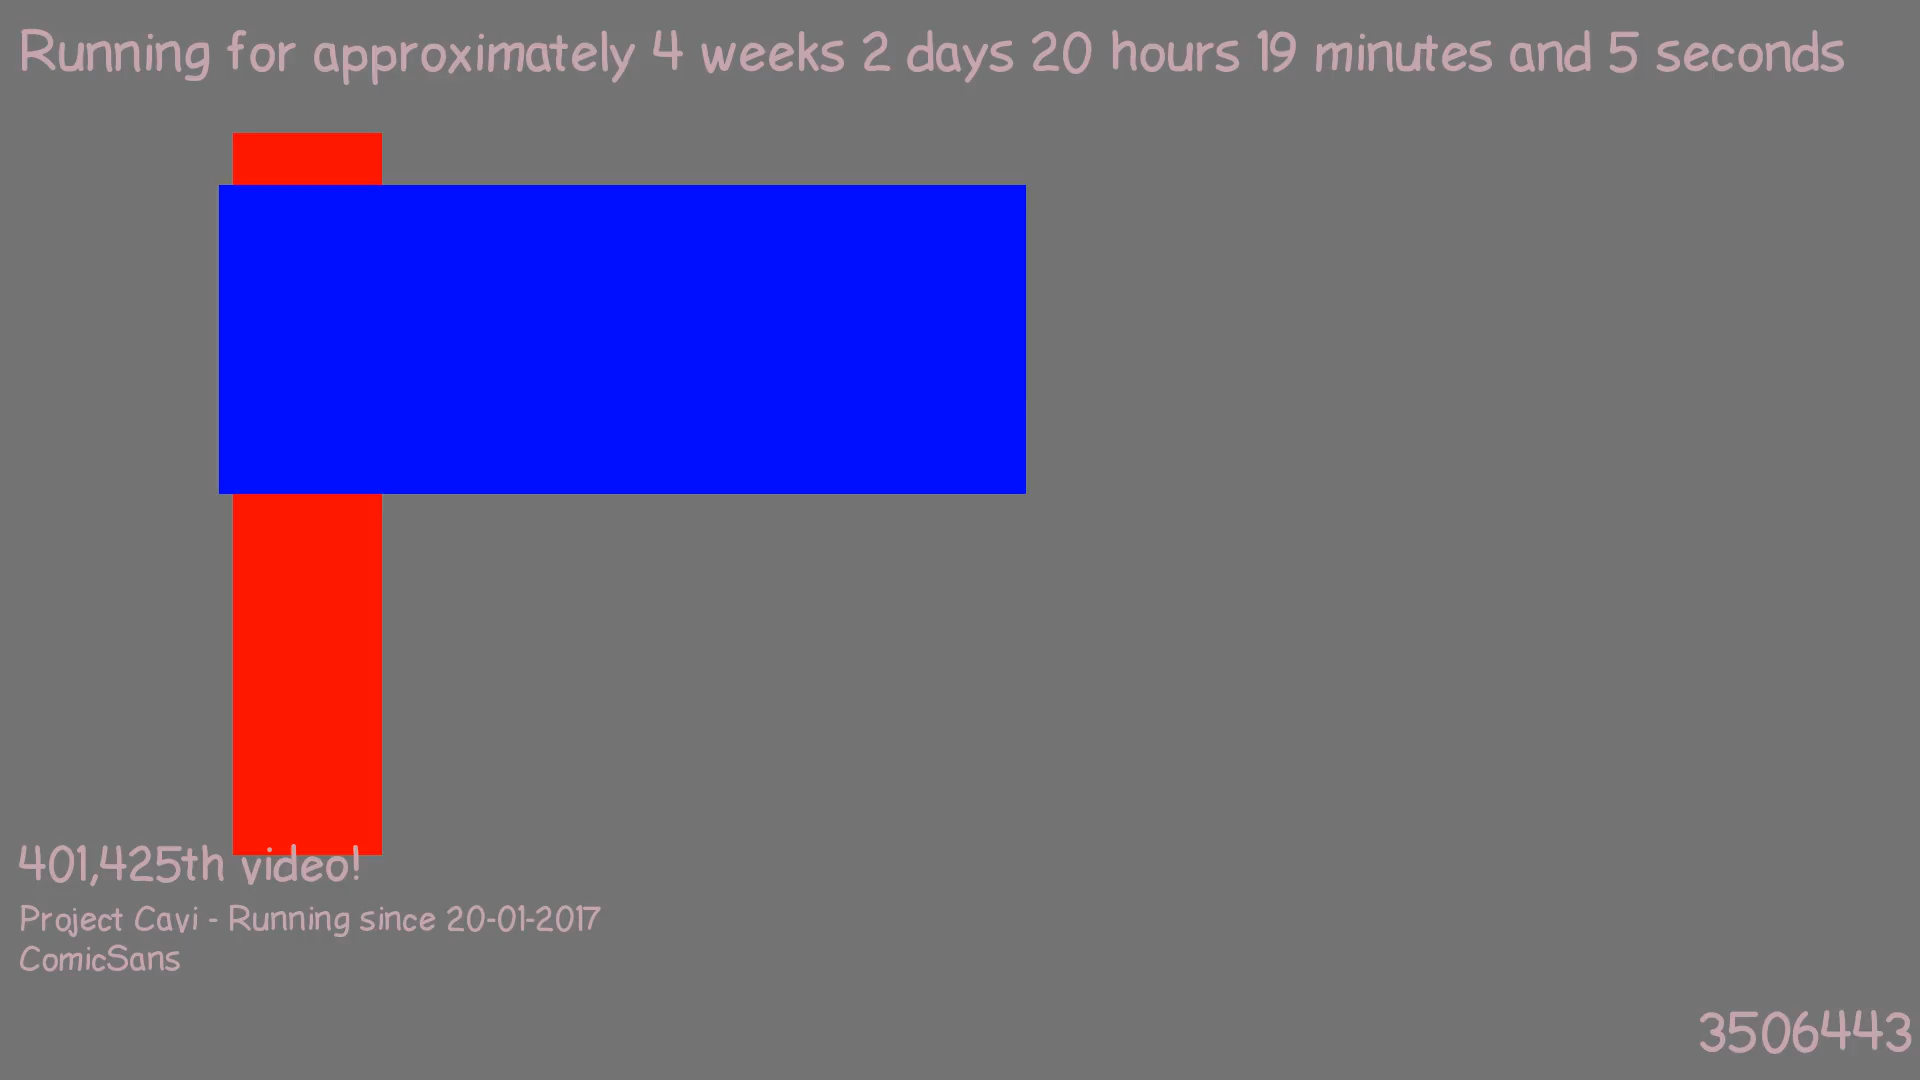 Running for approximately 4 weeks 2 days 20 hours 19 minutes and 5 seconds
401,425th video!
Project Cavi - Running since 20-01-2017
ComicSans
3506443